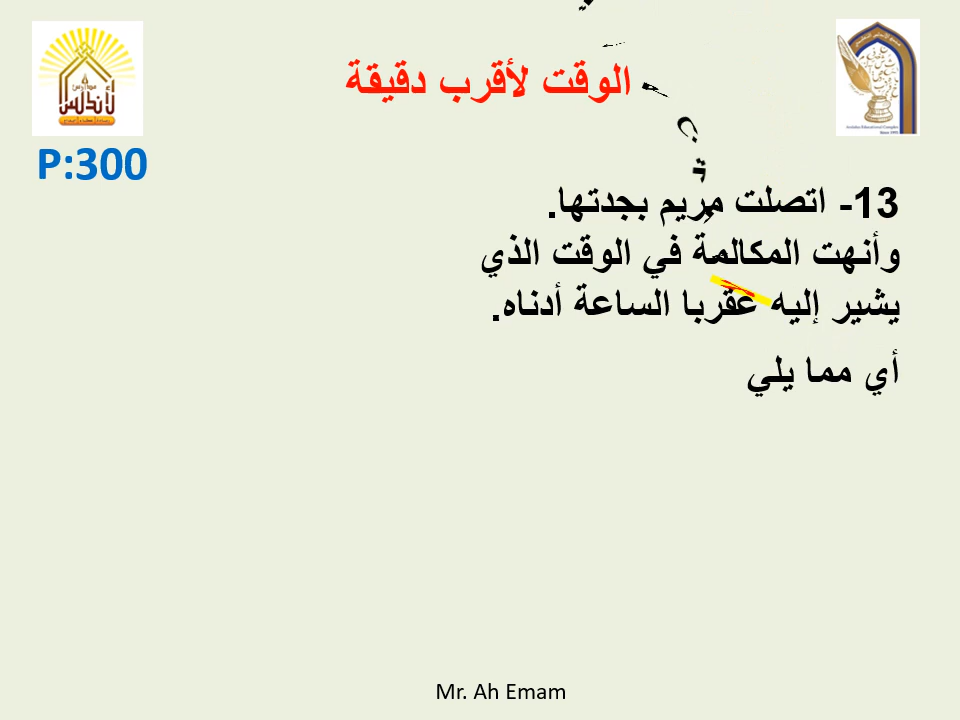 الوقت لأقرب دقيقة
P:300
13- اتصلت مريم بجدتها.
وأنهت المكالمة في الوقت الذي
يشير إليه عقربا الساعة أدناه.
أي مما يلي
Mr. Ah Emam